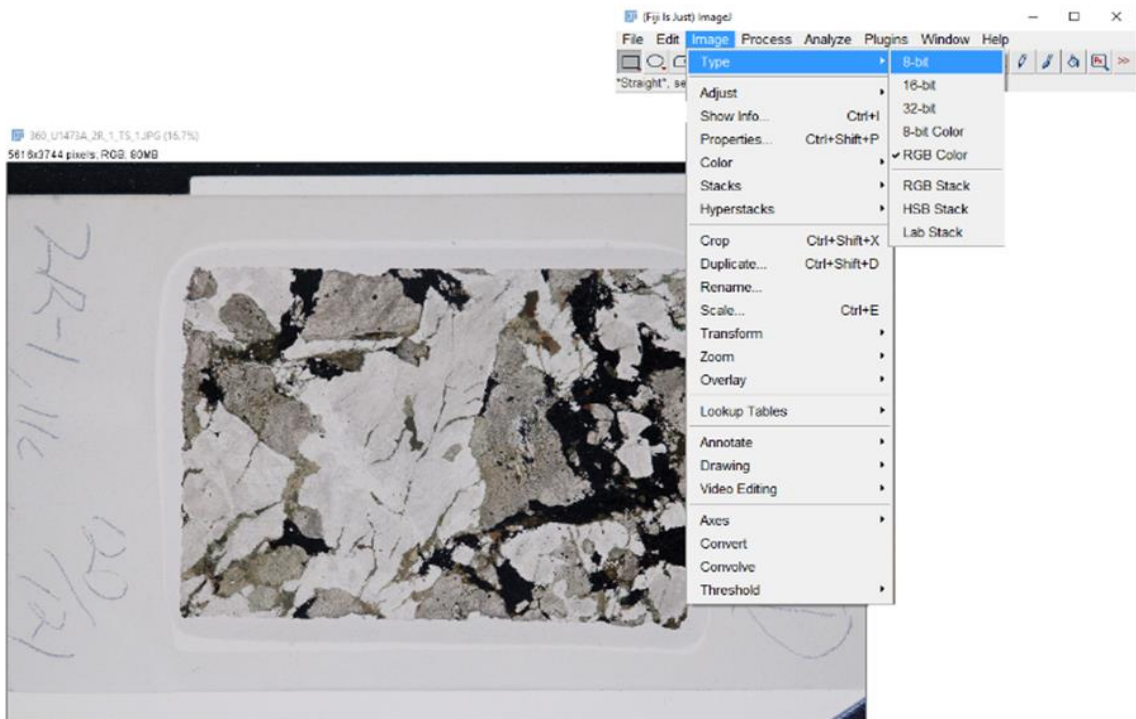 (Fiji Is Just) ImageJ
File Edit Image Process Analyze Plugins Window Help
*Straight*, se
Type
Adjust
Show Info... Ctrl+I
Properties... Ctrl+Shift+P
Color
Stacks
Hyperstacks
Crop Ctrl+Shift+X
Duplicate... Ctrl+Shift+D
Rename...
Scale... Ctrl+E
Transform
Zoom
Overlay
Lookup Tables
Annotate
Drawing
Video Editing
Axes
Convert
Convolve
Threshold
8-bit
16-bit
32-bit
8-bit Color
RGB Color
RGB Stack
HSB Stack
Lab Stack
360_U1473A_2R_1_TS_1.JPG (16.7%)
5616x3744 pixels; RGB; 80MB
2R-1